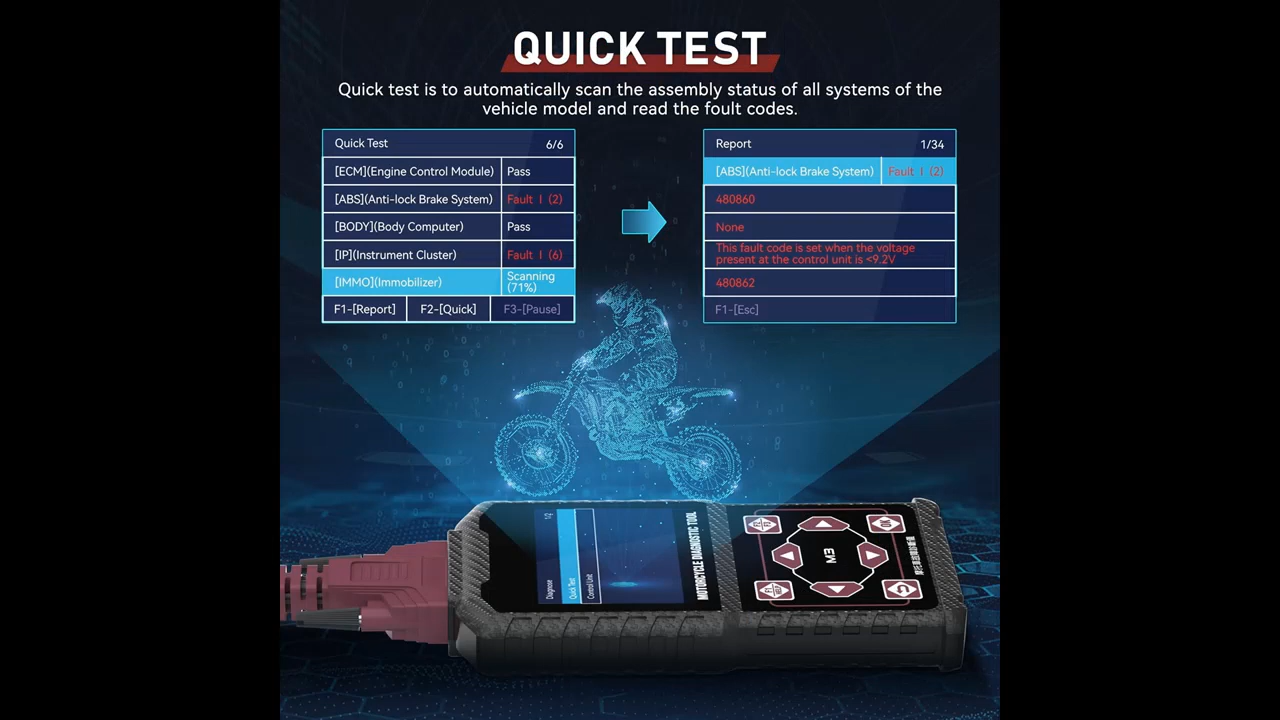 QUICK TEST
Quick test is to automatically scan the assembly status of all systems of the
vehicle model and read the foult codes.
Quick Test 6/6
[ECM](Engine Control Module) Pass
[ABS](Anti-lock Brake System) Fault | (2)
[BODY](Body Computer) Pass
[IP](Instrument Cluster) Fault | (6)
[IMMO](Immobilizer) Scanning
(71%)
F1-[Report] F2-[Quick] F3-[Pause]
Report 1/34
[ABS](Anti-lock Brake System) Fault | (2)
480860
None
This fault code is set when the voltage
present at the control unit is <9.2V
480862
F1-[Esc]
Diagnose 1/2
Quick Test
Control Unit
MOTORCYCLE DIAGNOSTIC TOOL
M3
OK